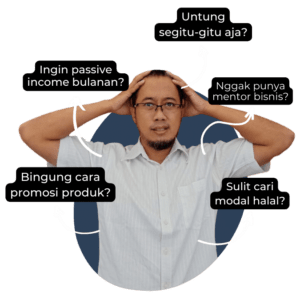 Untung
segitu-gitu aja?
Ingin passive
income bulanan?
Nggak punya
mentor bisnis?
Bingung cara
promosi produk?
Sulit cari
modal halal?